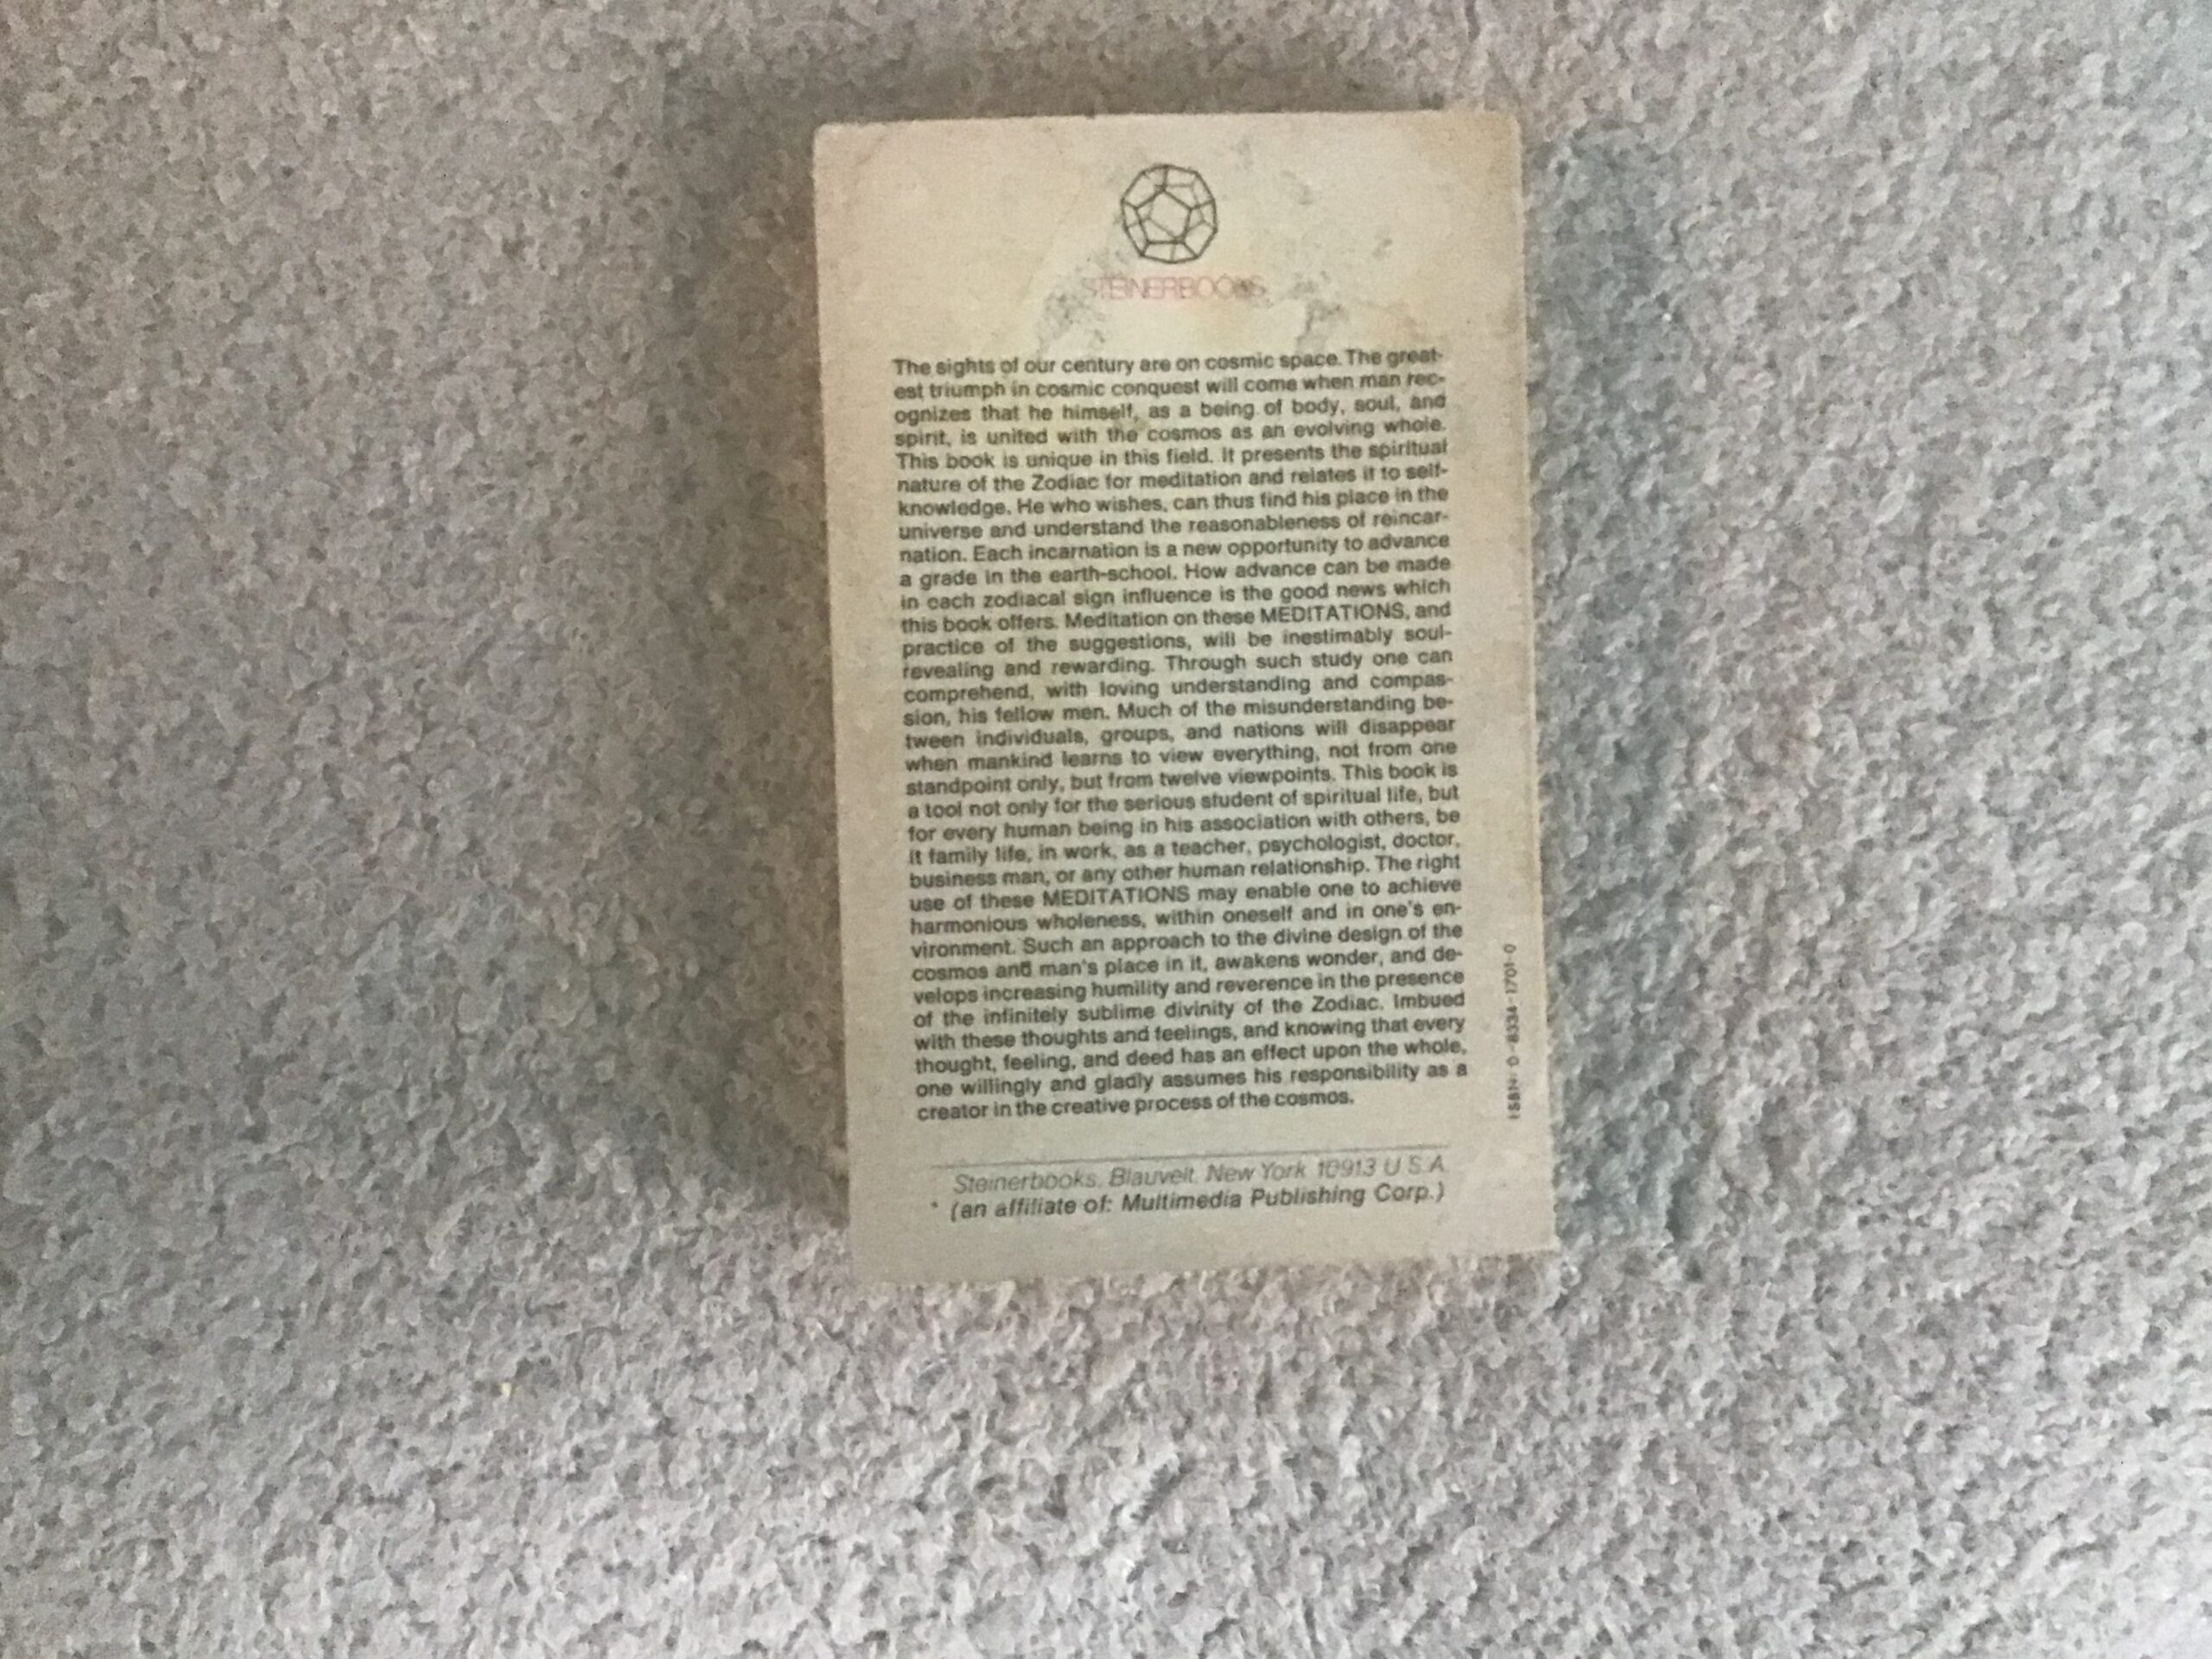 STEINERBOOKS
The sights of our century are on cosmic space. The great-
est triumph in cosmic conquest will come when man rec-
ognizes that he himself, as a being of body, soul, and
spirit, is united with the cosmos as an evolving whole.
This book is unique in this field. It presents the spiritual
nature of the Zodiac for meditation and relates it to self-
knowledge. He who wishes, can thus find his place in the
universe and understand the reasonableness of reincar-
nation. Each incarnation is a new opportunity to advance
a grade in the earth-school. How advance can be made
in each zodiacal sign influence is the good news which
this book offers. Meditation on these MEDITATIONS, and
practice of the suggestions, will be inestimably soul-
revealing and rewarding. Through such study one can
comprehend, with loving understanding and compas-
sion, his fellow men. Much of the misunderstanding be-
tween individuals, groups, and nations will disappear
when mankind learns to view everything, not from one
standpoint only, but from twelve viewpoints. This book is
a tool not only for the serious student of spiritual life, but
for every human being in his association with others, be
it family life, in work, as a teacher, psychologist, doctor,
business man, or any other human relationship. The right
use of these MEDITATIONS may enable one to achieve
harmonious wholeness, within oneself and in one's en-
vironment. Such an approach to the divine design of the
cosmos and man's place in it, awakens wonder, and de-
velops increasing humility and reverence in the presence
of the infinitely sublime divinity of the Zodiac. Imbued
with these thoughts and feelings, and knowing that every
thought, feeling, and deed has an effect upon the whole,
one willingly and gladly assumes his responsibility as a
creator in the creative process of the cosmos.
ISBN: 0-8334-1701-0
Steinerbooks, Blauvelt, New York 10913 U S A
* (an affiliate of: Multimedia Publishing Corp.)